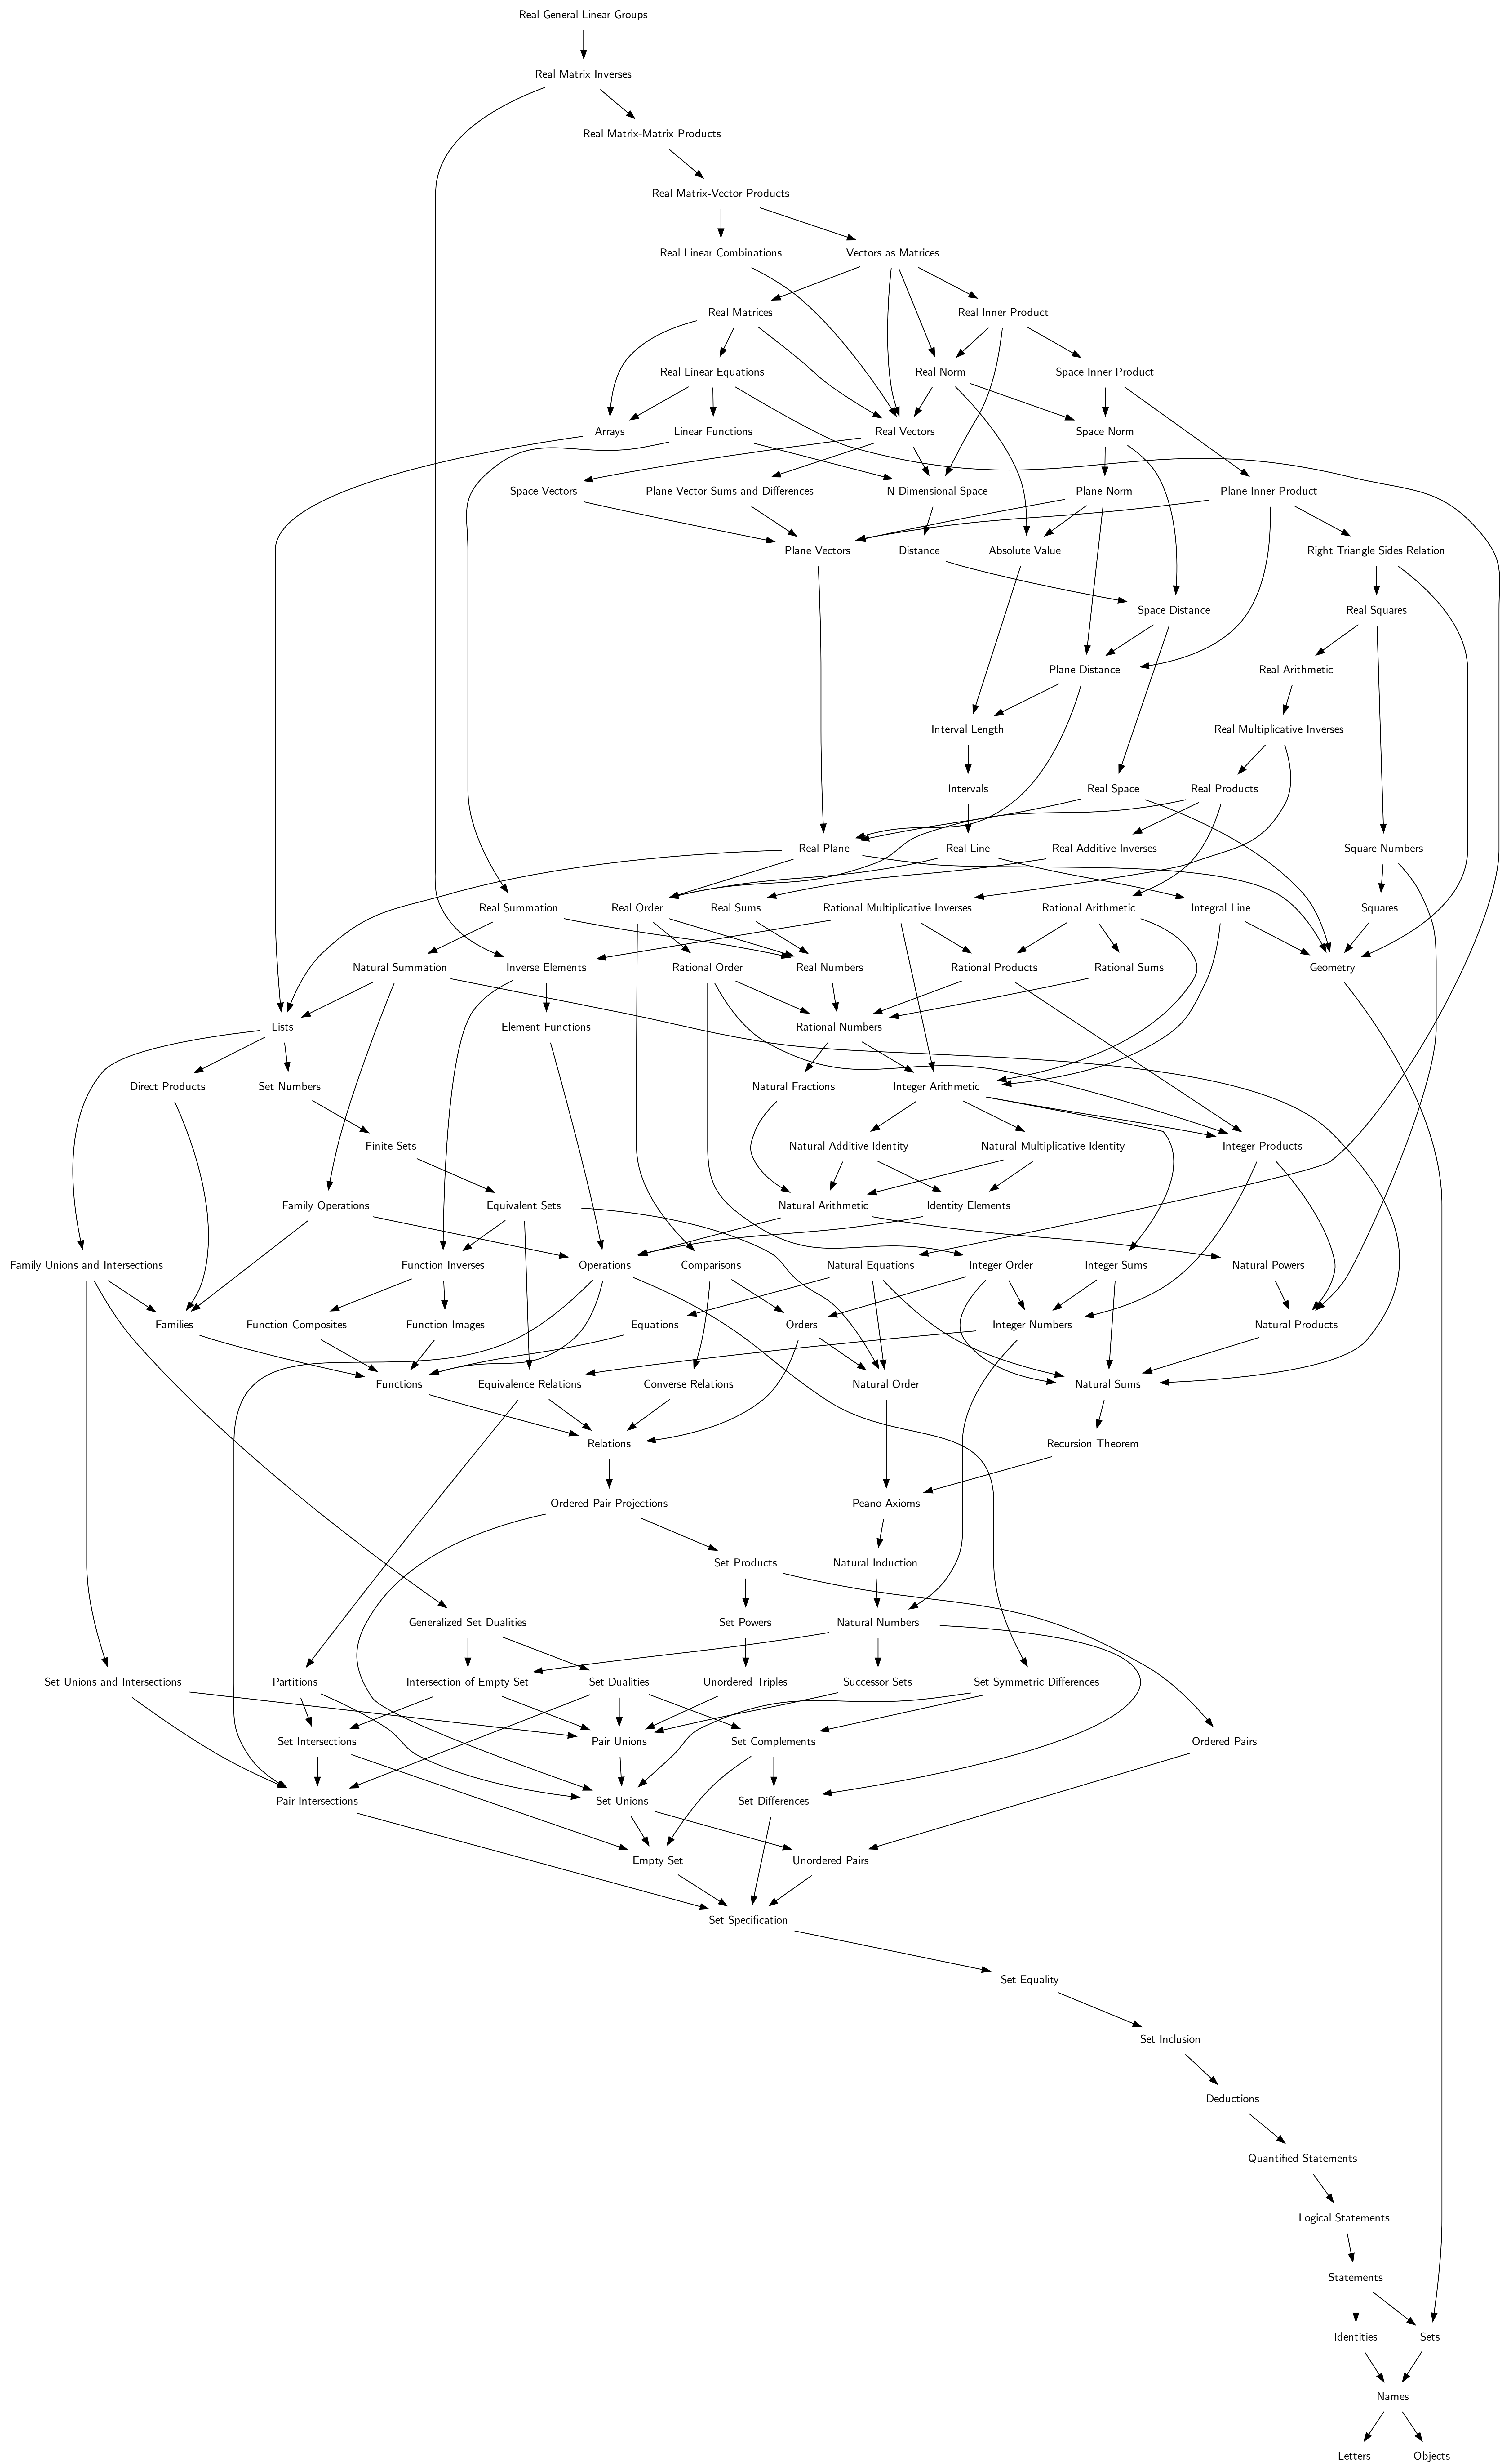 Real General Linear Groups
Real Matrix Inverses
Real Matrix-Matrix Products
Real Matrix-Vector Products
Real Linear Combinations
Vectors as Matrices
Real Matrices
Real Inner Product
Real Linear Equations
Real Norm
Space Inner Product
Arrays
Linear Functions
Real Vectors
Space Norm
Space Vectors
Plane Vector Sums and Differences
N-Dimensional Space
Plane Norm
Plane Inner Product
Plane Vectors
Distance
Absolute Value
Right Triangle Sides Relation
Space Distance
Real Squares
Plane Distance
Real Arithmetic
Interval Length
Real Multiplicative Inverses
Intervals
Real Space
Real Products
Real Plane
Real Line
Real Additive Inverses
Square Numbers
Real Summation
Real Order
Real Sums
Rational Multiplicative Inverses
Rational Arithmetic
Integral Line
Squares
Natural Summation
Inverse Elements
Rational Order
Real Numbers
Rational Products
Rational Sums
Geometry
Lists
Element Functions
Rational Numbers
Direct Products
Set Numbers
Natural Fractions
Integer Arithmetic
Finite Sets
Natural Additive Identity
Natural Multiplicative Identity
Integer Products
Family Operations
Equivalent Sets
Natural Arithmetic
Identity Elements
Family Unions and Intersections
Function Inverses
Operations
Comparisons
Natural Equations
Integer Order
Integer Sums
Natural Powers
Families
Function Composites
Function Images
Equations
Orders
Integer Numbers
Natural Products
Functions
Equivalence Relations
Converse Relations
Natural Order
Natural Sums
Relations
Recursion Theorem
Ordered Pair Projections
Peano Axioms
Set Products
Natural Induction
Generalized Set Dualities
Set Powers
Natural Numbers
Set Unions and Intersections
Partitions
Intersection of Empty Set
Set Dualities
Unordered Triples
Successor Sets
Set Symmetric Differences
Set Intersections
Pair Unions
Set Complements
Ordered Pairs
Pair Intersections
Set Unions
Set Differences
Empty Set
Unordered Pairs
Set Specification
Set Equality
Set Inclusion
Deductions
Quantified Statements
Logical Statements
Statements
Identities
Sets
Names
Letters
Objects